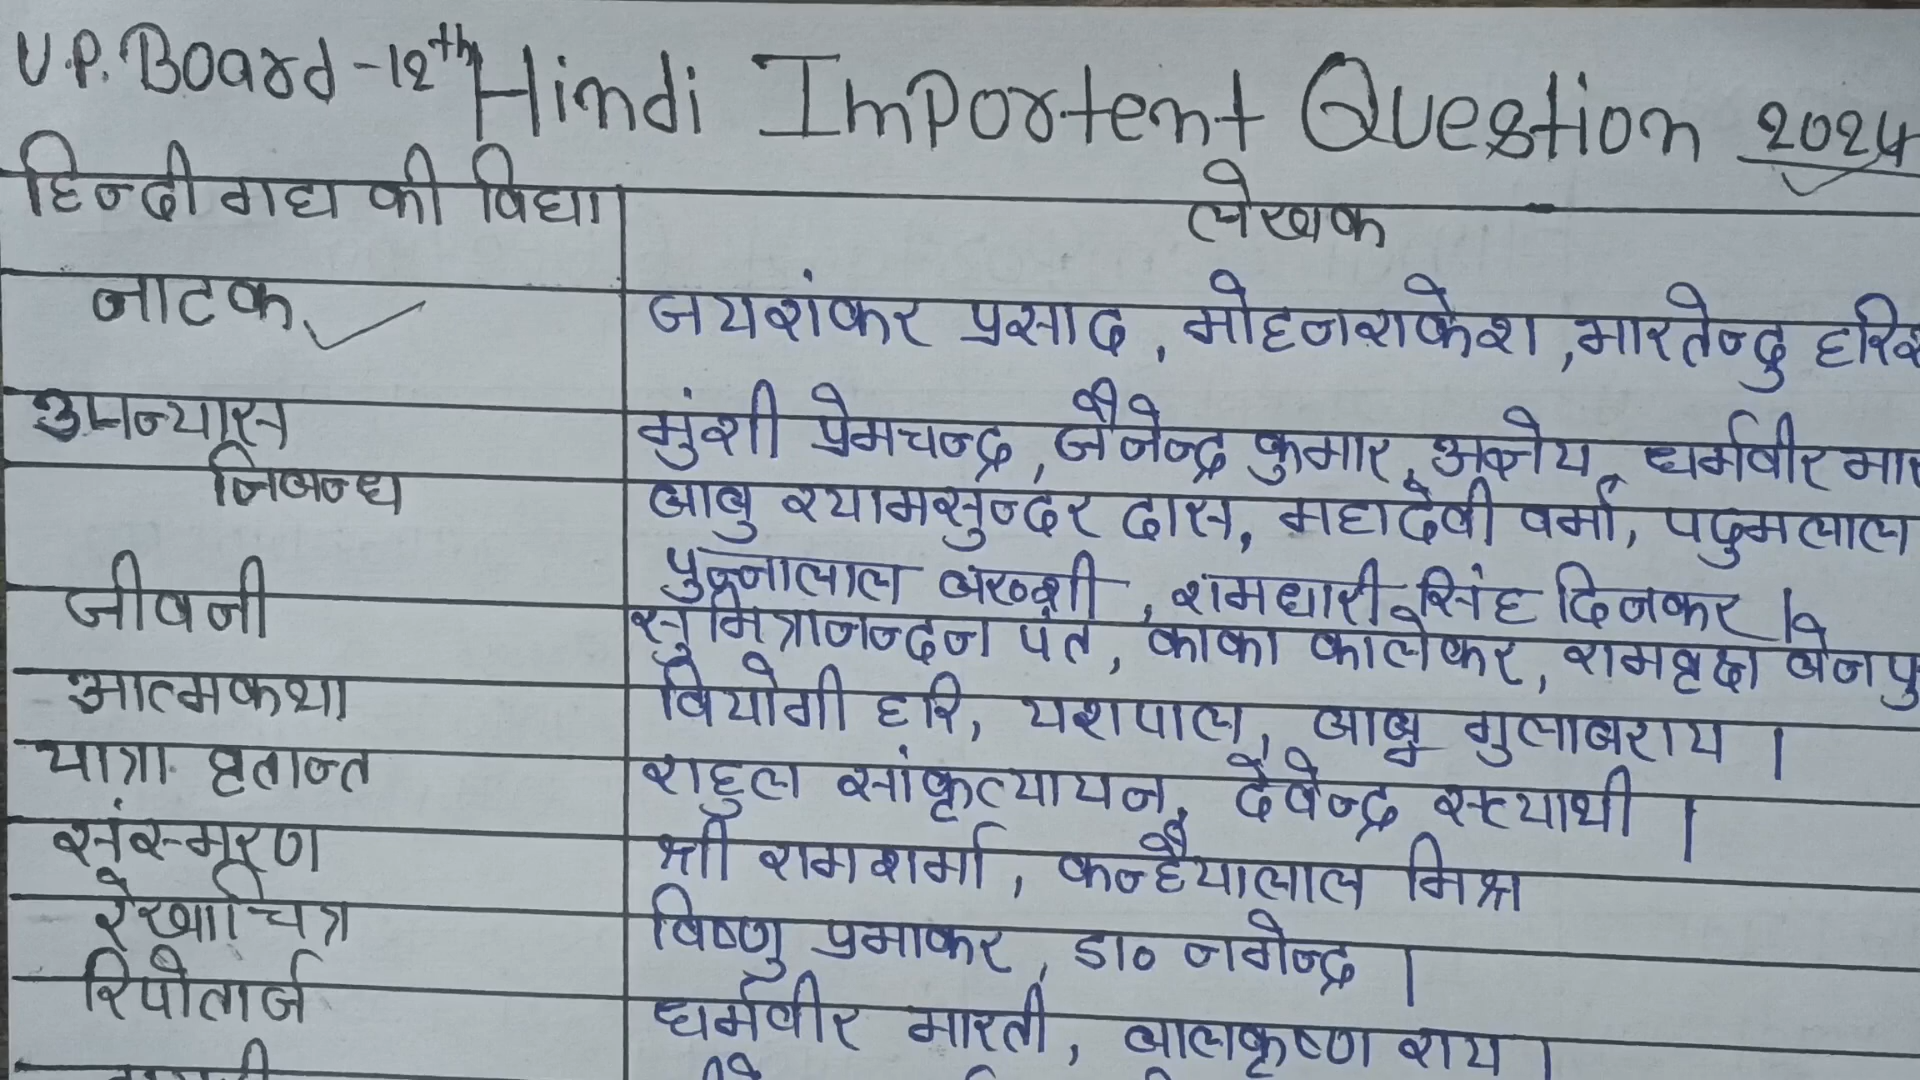 U.P. Board - 12th Hindi Importent Question 2024
हिन्दी गद्य की विधा लेखक
नाटक जयशंकर प्रसाद, मोहनराकेश, भारतेन्दु हरिश
उपन्यास मुंशी प्रेमचन्द्र, जैनेन्द्र कुमार, अज्ञेय, धर्मवीर भार
निबन्ध बाबु श्यामसुन्दर दास, महादेवी वर्मा, पदुमलाल
पुन्नालाल बख्शी, रामधारी सिंह दिनकर |
जीवनी सुमित्रानन्दन पंत, काका कालेकर, रामवृक्ष बेनपु
आत्मकथा वियोगी हरि, यशपाल, बाबू गुलाबराय |
यात्रा वृतान्त राहुल सांकृत्यायन, देवेन्द्र सत्यार्थी |
संस्मरण श्री राम शर्मा, कन्हैयालाल मिश्र
रेखाचित्र विष्णु प्रभाकर, डा० नगेन्द्र |
रिपोतार्ज धर्मवीर भारती, बालकृष्ण राय |